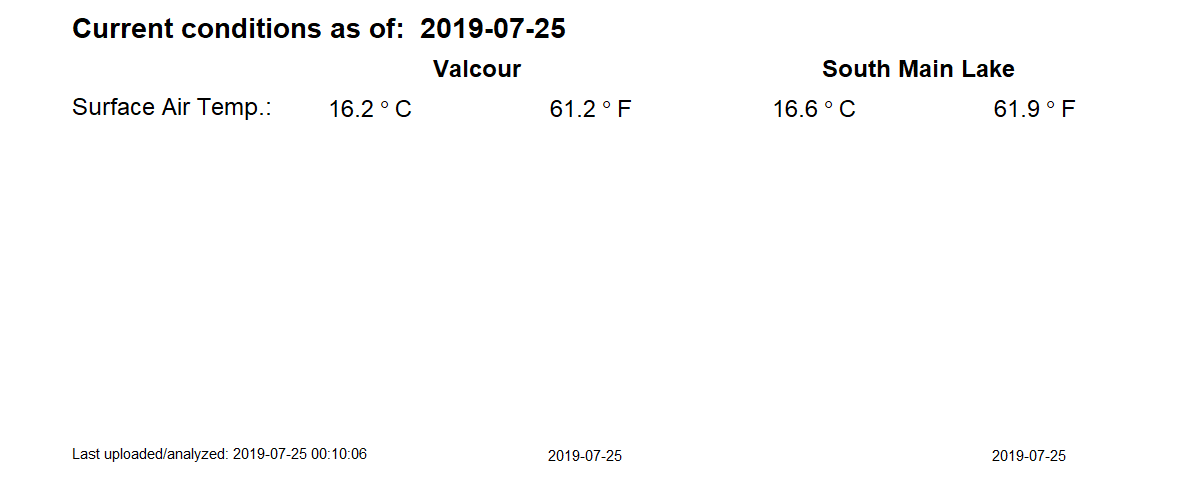 Current conditions as of: 2019-07-25
Valcour South Main Lake
Surface Air Temp.: 16.2 ° C 61.2 ° F 16.6 ° C 61.9 ° F
Last uploaded/analyzed: 2019-07-25 00:10:06 2019-07-25 2019-07-25